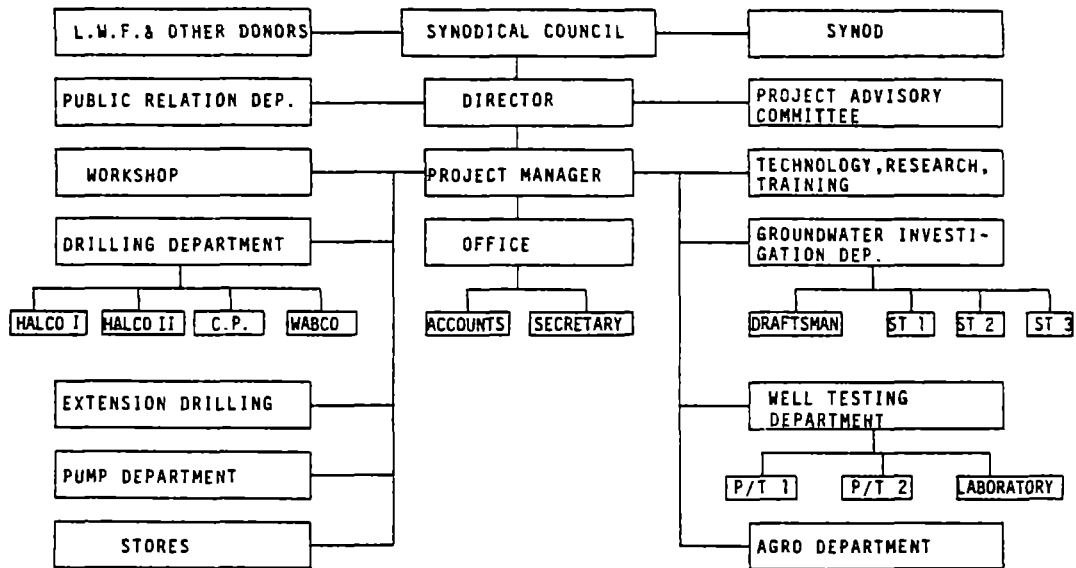 L.W.F.& OTHER DONORS
SYNODICAL COUNCIL
SYNOD
PUBLIC RELATION DEP.
DIRECTOR
PROJECT ADVISORY
COMMITTEE
WORKSHOP
PROJECT MANAGER
TECHNOLOGY,RESEARCH,
TRAINING
DRILLING DEPARTMENT
OFFICE
GROUNDWATER INVESTI-
GATION DEP.
HALCO I
HALCO II
C.P.
WABCO
ACCOUNTS
SECRETARY
DRAFTSMAN
ST 1
ST 2
ST 3
EXTENSION DRILLING
WELL TESTING
DEPARTMENT
PUMP DEPARTMENT
P/T 1
P/T 2
LABORATORY
STORES
AGRO DEPARTMENT